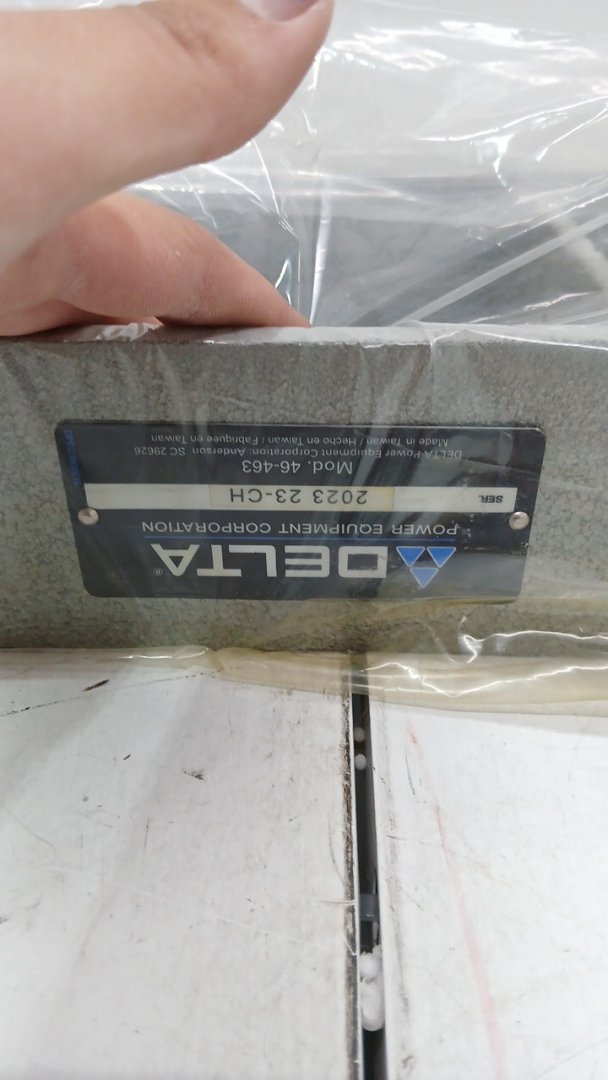 DELTA®
POWER EQUIPMENT CORPORATION
SER. 2023 23-CH
Mod. 46-463
DELTA Power Equipment Corporation: Anderson, SC 29626
Made in Taiwan / Hecho en Taiwan / Fabriquée en Taiwan